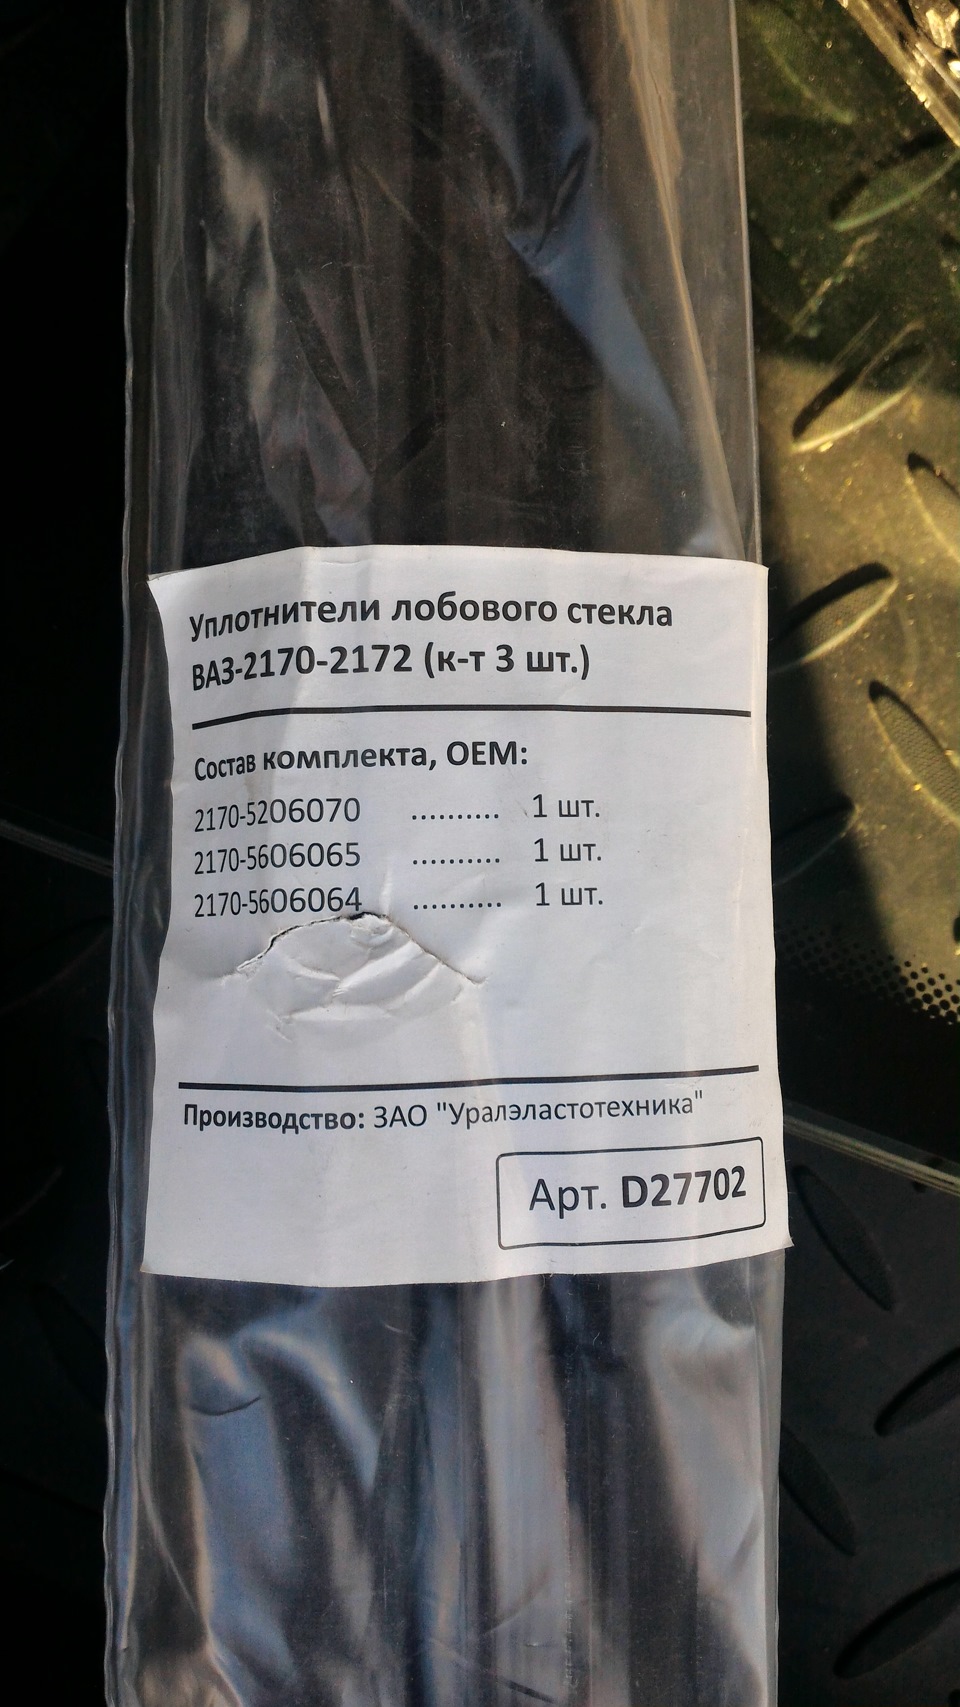 Уплотнители лобового стекла
ВАЗ-2170-2172 (к-т 3 шт.)
Состав комплекта, OEM:
2170-5206070 .......... 1 шт.
2170-5606065 .......... 1 шт.
2170-5606064 .......... 1 шт.
Производство: ЗАО "Уралэластотехника"
Арт. D27702